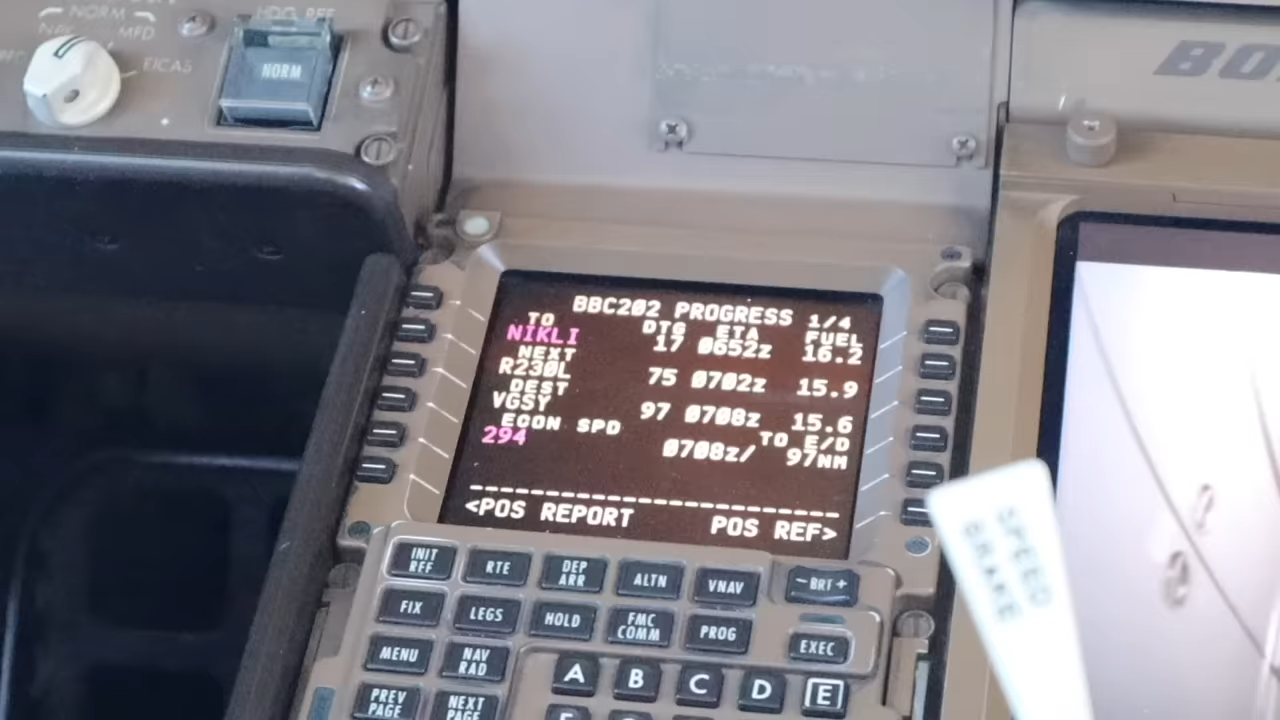 NORM
MFD
EICAS
HDG REF
NORM
BBC202 PROGRESS 1/4
TO DTG ETA FUEL
NIKLI 17 0652z 16.2
NEXT
R230L 75 0702z 15.9
DEST
VGSY 97 0708z 15.6
ECON SPD TO E/D
294 0708z/ 97NM
<POS REPORT POS REF>
INIT REF RTE DEP ARR ALTN VNAV - BRT +
FIX LEGS HOLD FMC COMM PROG EXEC
MENU NAV RAD
PREV PAGE NEXT PAGE
A B C D E
SPEED
BRAKE